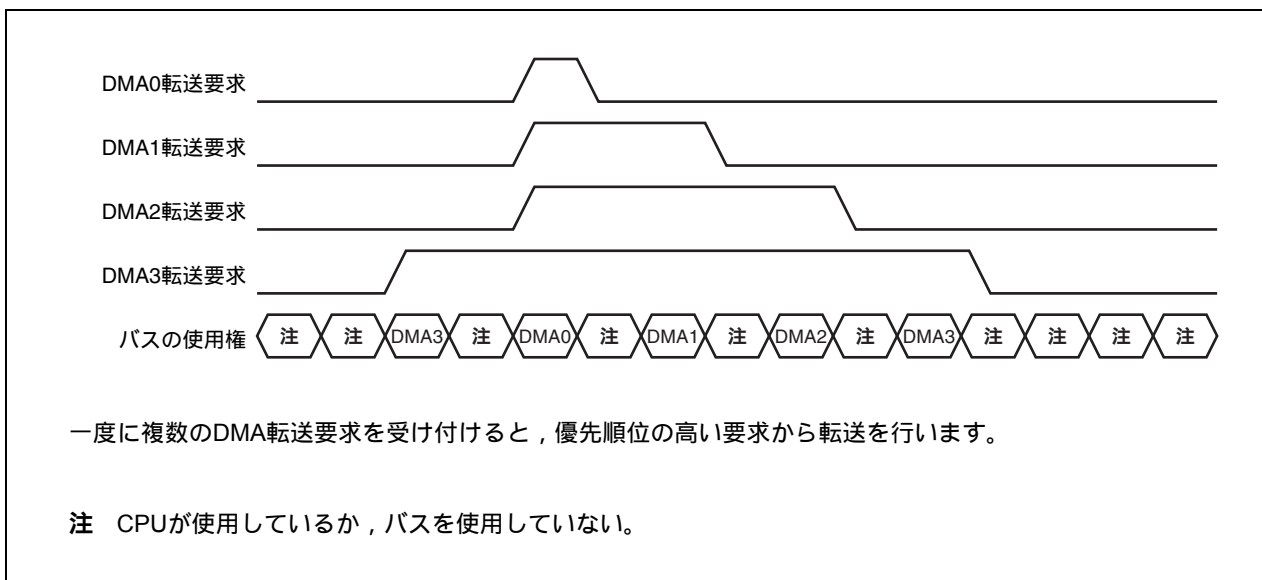 DMA0転送要求
DMA1転送要求
DMA2転送要求
DMA3転送要求
バスの使用権 注 注 DMA3 注 DMA0 注 DMA1 注 DMA2 注 DMA3 注 注 注 注
一度に複数のDMA転送要求を受け付けると，優先順位の高い要求から転送を行います。
注 CPUが使用しているか，バスを使用していない。